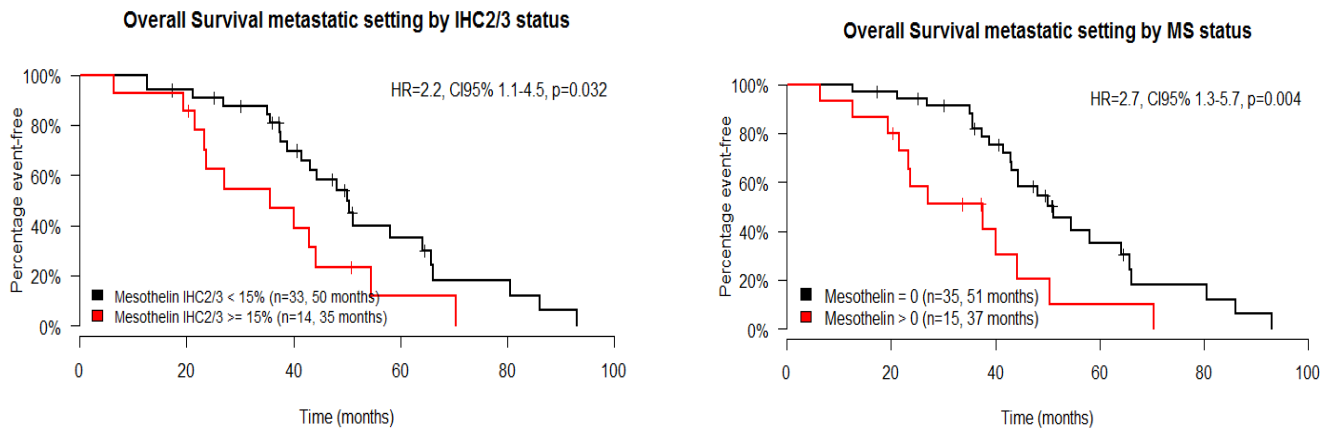 Overall Survival metastatic setting by IHC2/3 status
HR=2.2, CI95% 1.1-4.5, p=0.032
Percentage event-free
100%
80%
60%
40%
20%
0%
Mesothelin IHC2/3 < 15% (n=33, 50 months)
Mesothelin IHC2/3 >= 15% (n=14, 35 months)
0 20 40 60 80 100
Time (months)
Overall Survival metastatic setting by MS status
HR=2.7, CI95% 1.3-5.7, p=0.004
Percentage event-free
100%
80%
60%
40%
20%
0%
Mesothelin = 0 (n=35, 51 months)
Mesothelin > 0 (n=15, 37 months)
0 20 40 60 80 100
Time (months)